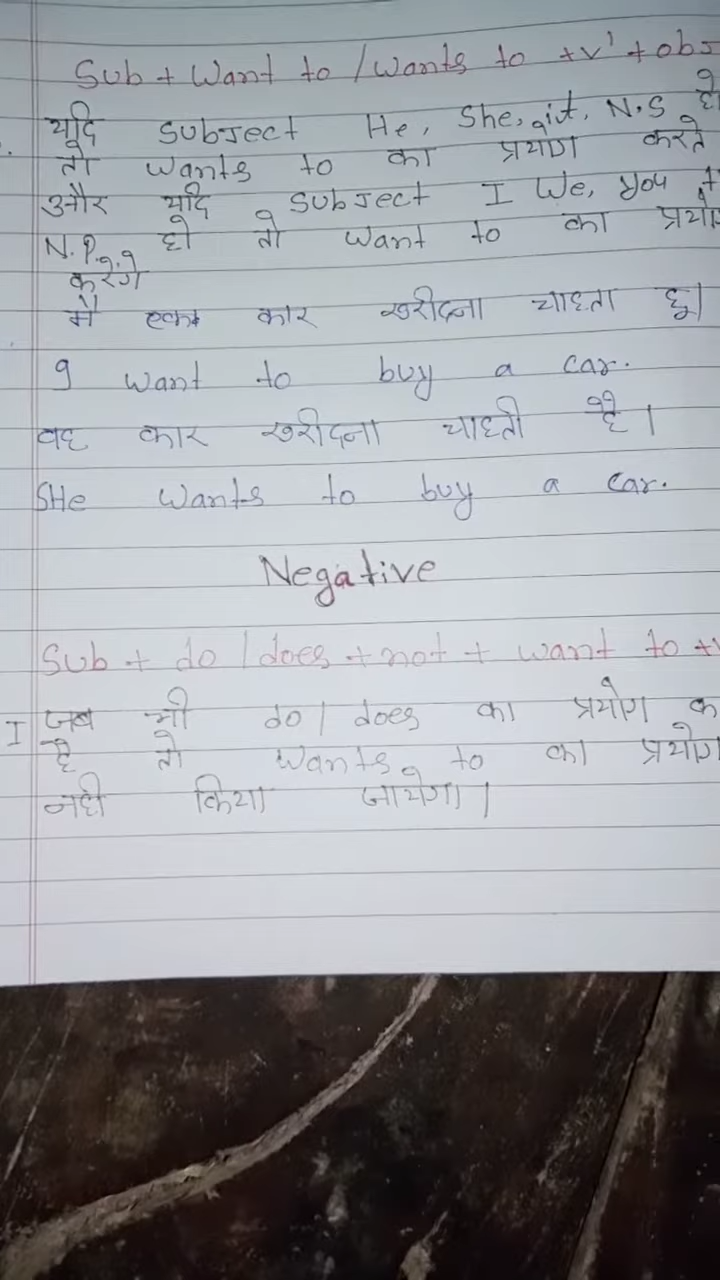 Sub + Want to / Wants to + v¹ + obj
यदि subject He, She, it, N.S हो
तो wants to का प्रयोग करते
और यदि subject I We, you
N.P. हो तो want to का प्रयो
करेंगे
मै एक कार खरीदना चाहता हू।
I want to buy a car.
वह कार खरीदना चाहती है।
SHe wants to buy a car.
Negative
Sub + do / does + not + want to +
I जब भी do / does का प्रयोग क
है तो wants to का प्रयोग
नही किया जायेगा।